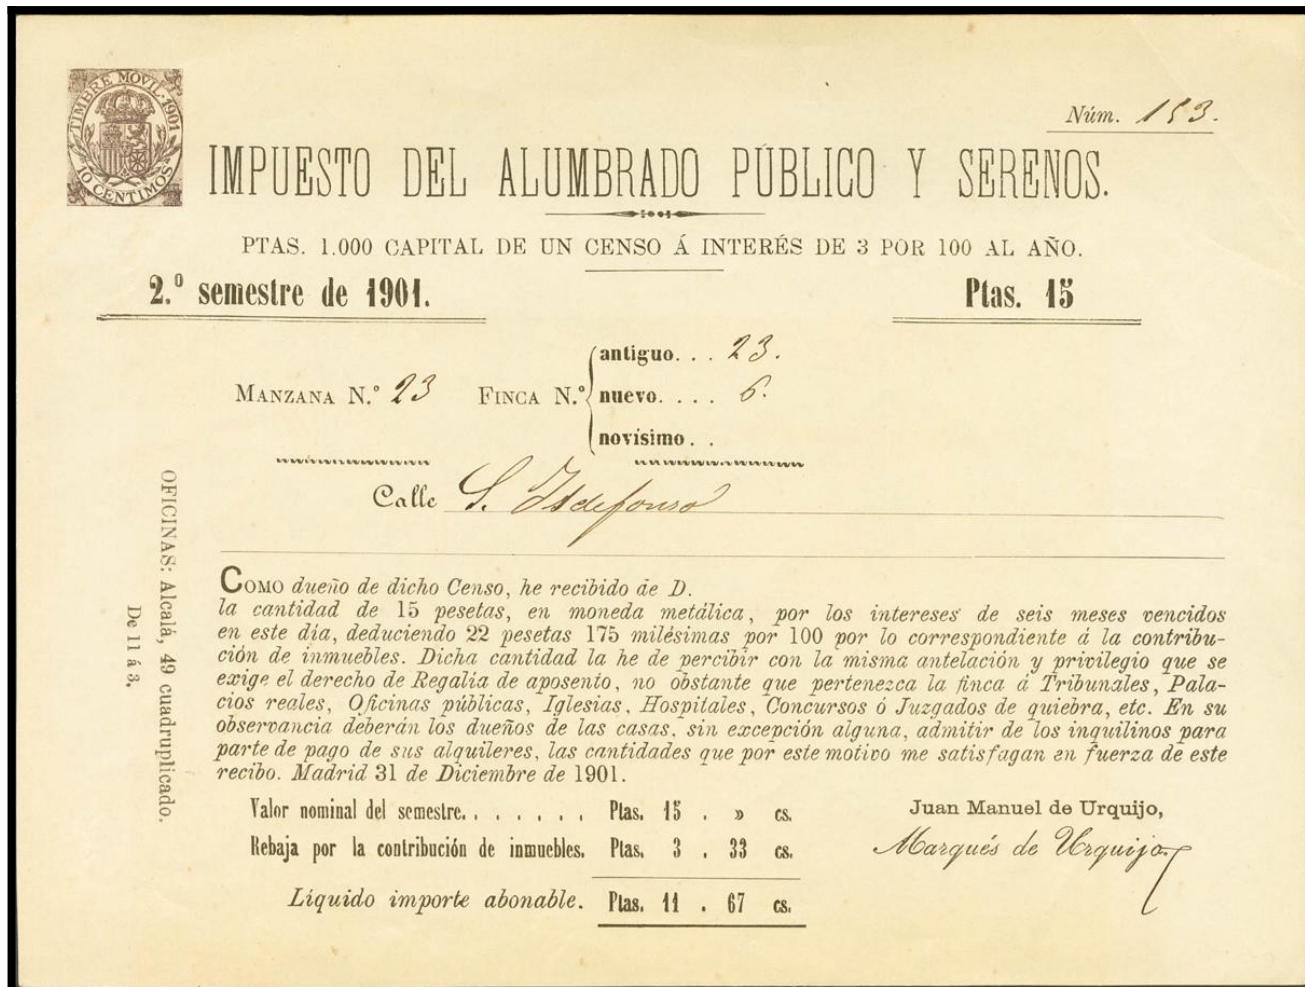 TIMBRE MOVIL·1901
10 CENTIMOS
Núm. 153.
IMPUESTO DEL ALUMBRADO PÚBLICO Y SERENOS.
PTAS. 1.000 CAPITAL DE UN CENSO Á INTERÉS DE 3 POR 100 AL AÑO.
2.º semestre de 1901. Ptas. 15
antiguo... 23.
MANZANA N.º 23 FINCA N.º nuevo.... 6.
novísimo..
Calle S. Ildefonso
OFICINAS: Alcalá, 49 cuadruplicado.
De 11 á 3.
COMO dueño de dicho Censo, he recibido de D.
la cantidad de 15 pesetas, en moneda metálica, por los intereses de seis meses vencidos
en este día, deduciendo 22 pesetas 175 milésimas por 100 por lo correspondiente á la contribu-
ción de inmuebles. Dicha cantidad la he de percibir con la misma antelación y privilegio que se
exige el derecho de Regalía de aposento, no obstante que pertenezca la finca á Tribunales, Pala-
cios reales, Oficinas públicas, Iglesias, Hospitales, Concursos ó Juzgados de quiebra, etc. En su
observancia deberán los dueños de las casas, sin excepción alguna, admitir de los inquilinos para
parte de pago de sus alquileres, las cantidades que por este motivo me satisfagan en fuerza de este
recibo. Madrid 31 de Diciembre de 1901.
Valor nominal del semestre....... Ptas. 15 . » cs.
Rebaja por la contribución de inmuebles. Ptas. 3 . 33 cs.
Líquido importe abonable. Ptas. 11 . 67 cs.
Juan Manuel de Urquijo,
Marqués de Urquijo